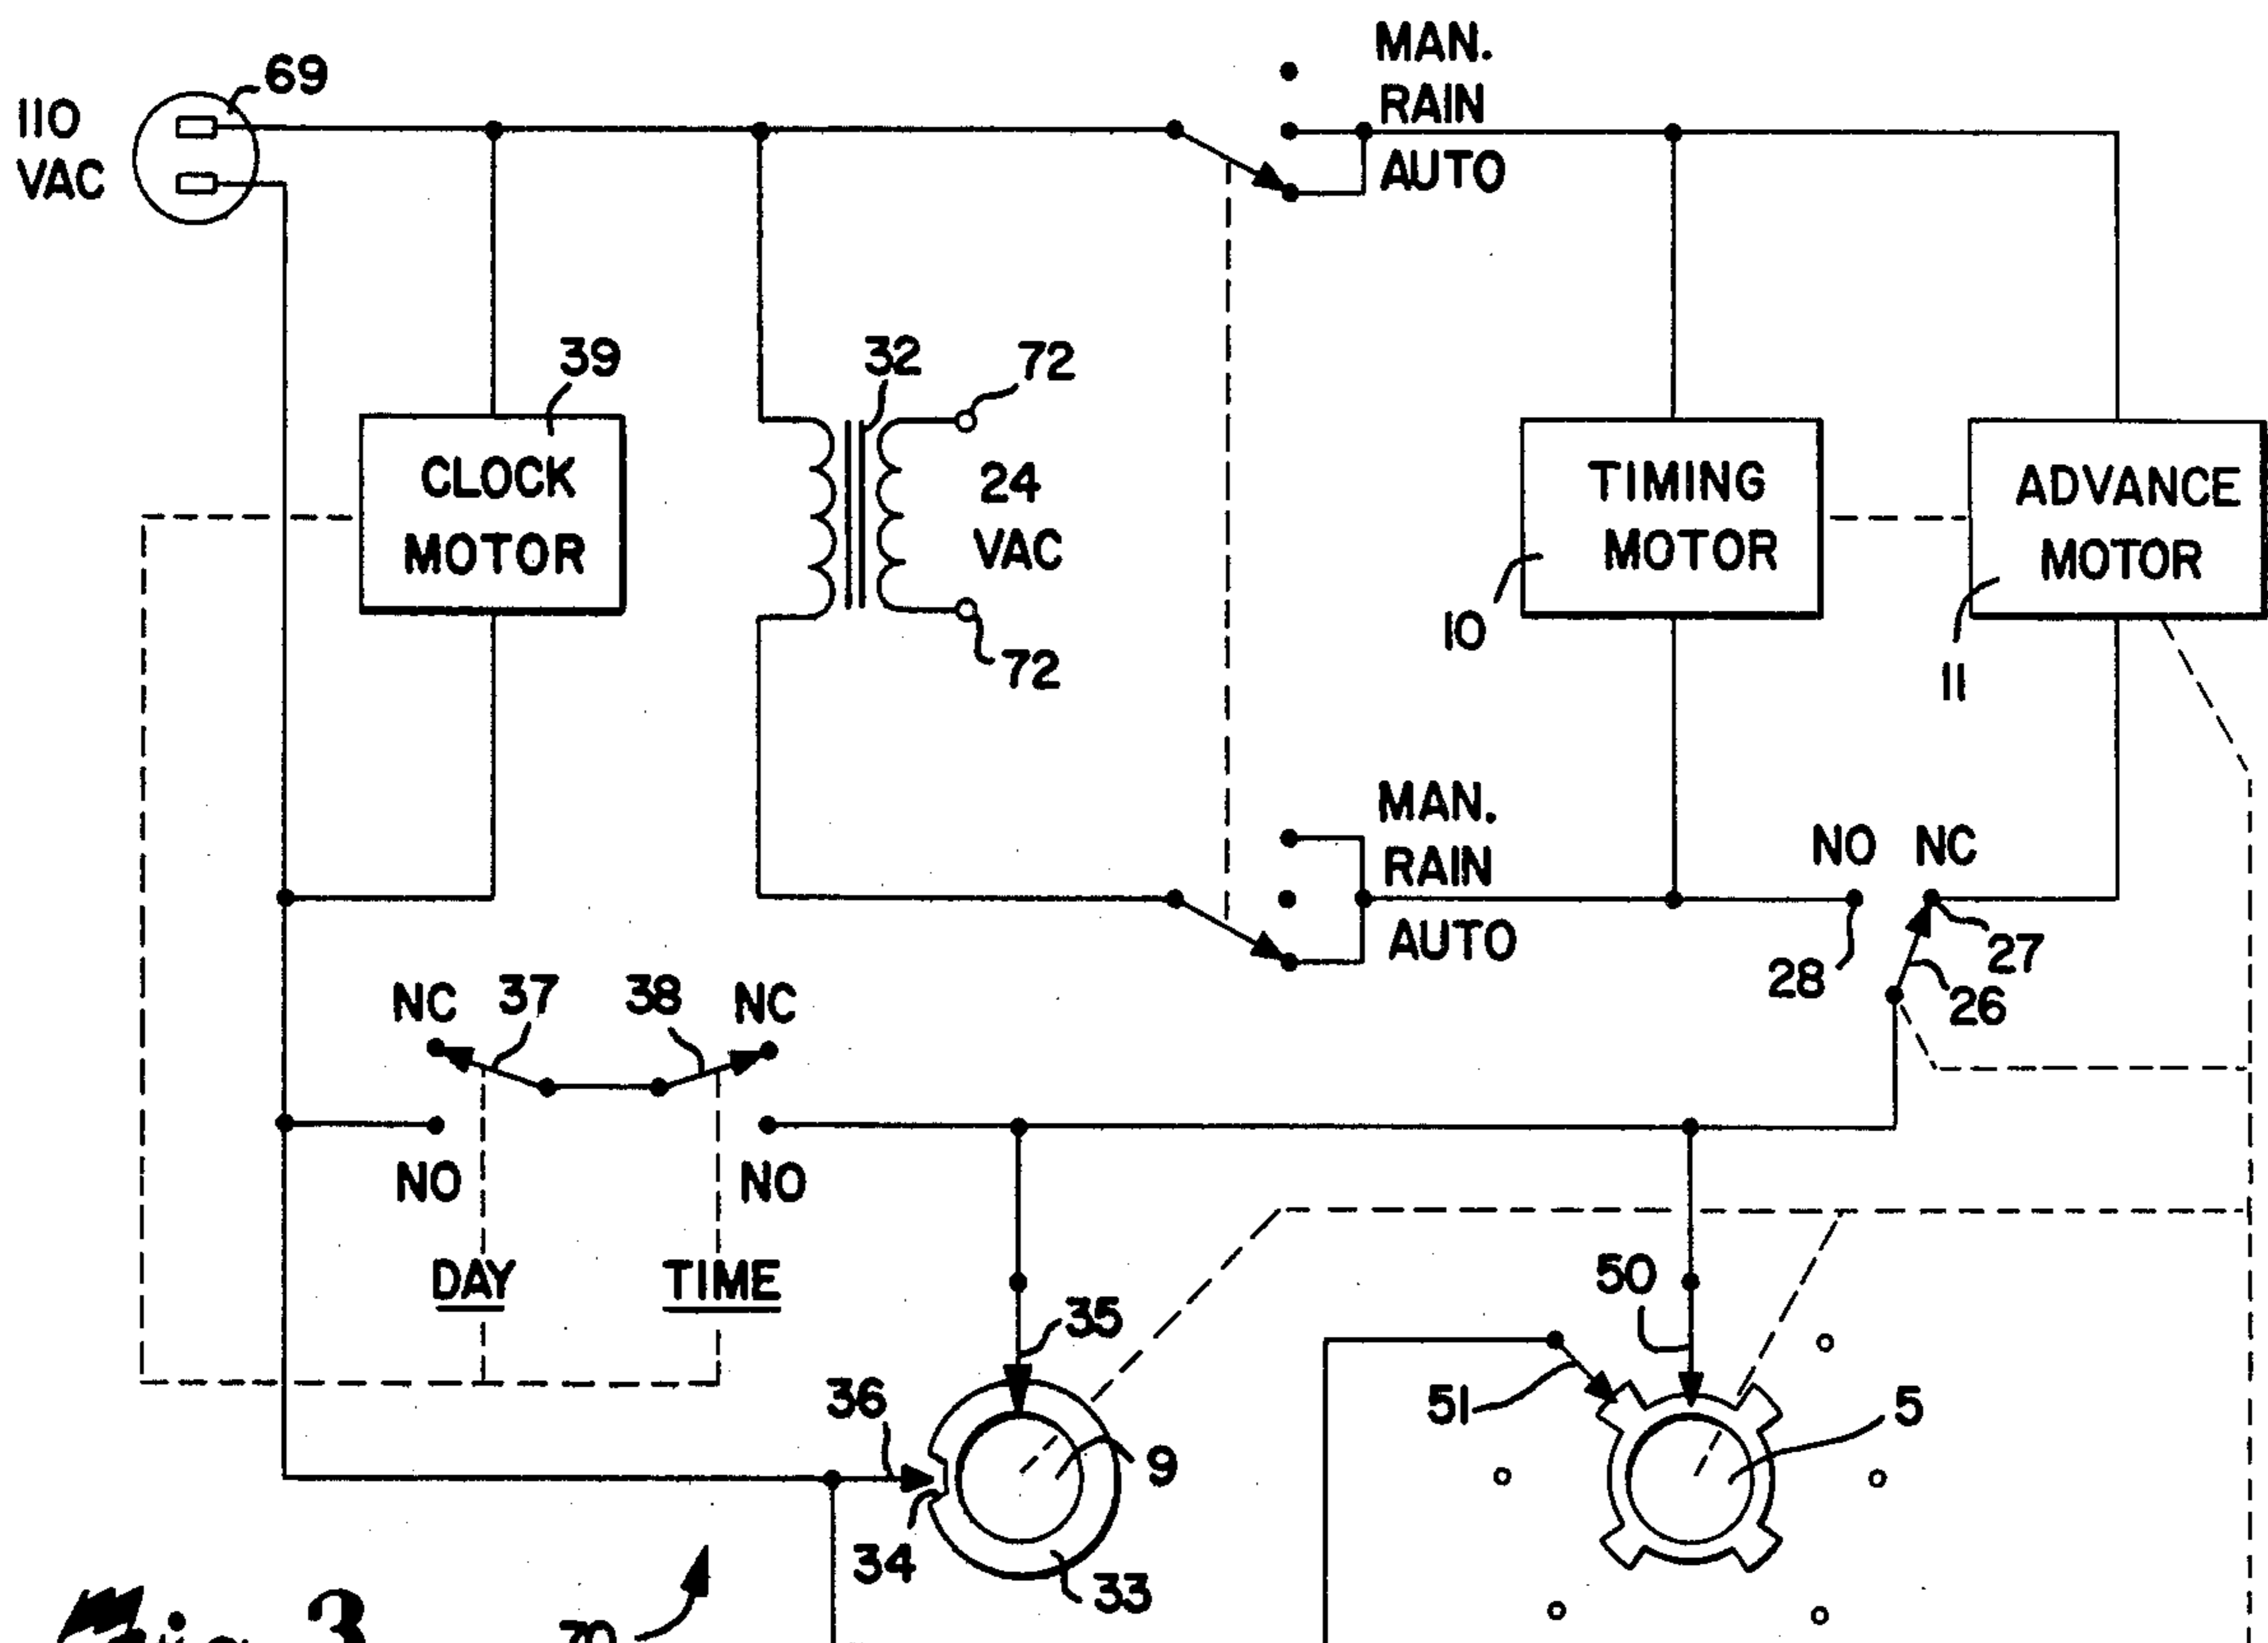 110
VAC
69
MAN.
RAIN
AUTO
39
32
72
CLOCK
MOTOR
24
VAC
72
TIMING
MOTOR
10
ADVANCE
MOTOR
11
MAN.
RAIN
AUTO
NO NC
28
27
26
NC 37 38 NC
NO NO
DAY TIME
35
36
34
9
33
50
51
5
Fig. 3
70